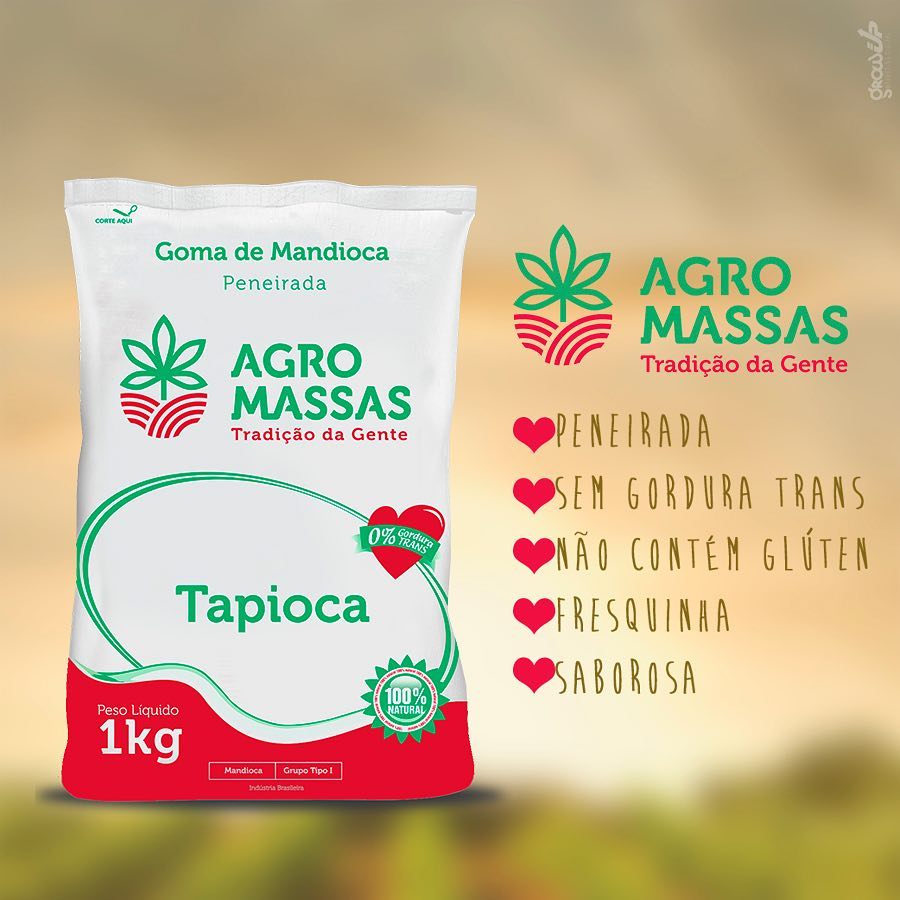 CORTE AQUI
Goma de Mandioca
Peneirada
AGRO
MASSAS
Tradição da Gente
0% Gordura
TRANS
Tapioca
100%
NATURAL
Peso Líquido
1kg
Mandioca
Grupo Tipo I
Indústria Brasileira
AGRO
MASSAS
Tradição da Gente
PENEIRADA
SEM GORDURA TRANS
NÃO CONTÉM GLÚTEN
FRESQUINHA
SABOROSA